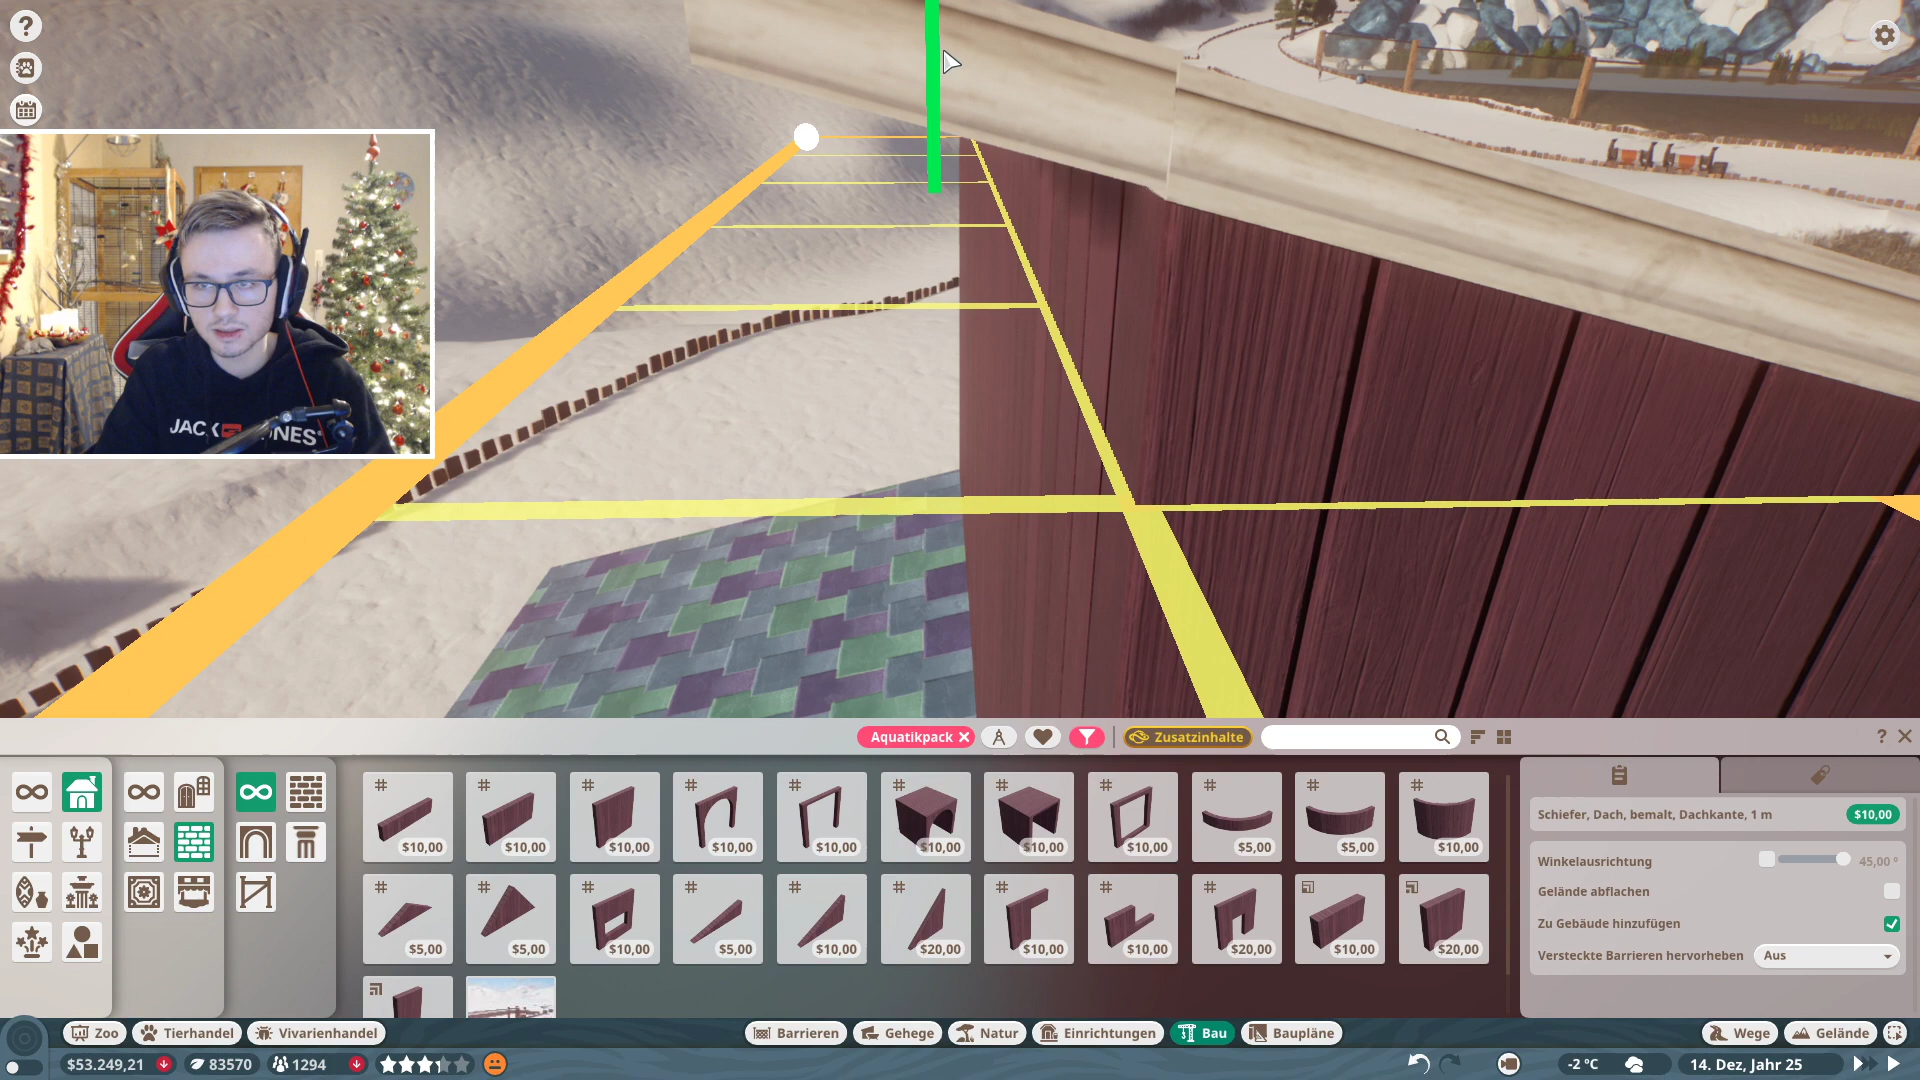 JACK JONES
Aquatikpack
Zusatzinhalte
?
$10,00 $10,00 $10,00 $10,00 $10,00 $10,00 $10,00 $10,00 $5,00 $5,00 $10,00
$5,00 $5,00 $10,00 $5,00 $10,00 $20,00 $10,00 $10,00 $20,00 $10,00 $20,00
Schiefer, Dach, bemalt, Dachkante, 1 m $10,00
Winkelausrichtung 45,00 °
Gelände abflachen
Zu Gebäude hinzufügen
Versteckte Barrieren hervorheben Aus
Zoo Tierhandel Vivarienhandel Barrieren Gehege Natur Einrichtungen Bau Baupläne Wege Gelände
$53.249,21 83570 1294 -2 °C 14. Dez, Jahr 25